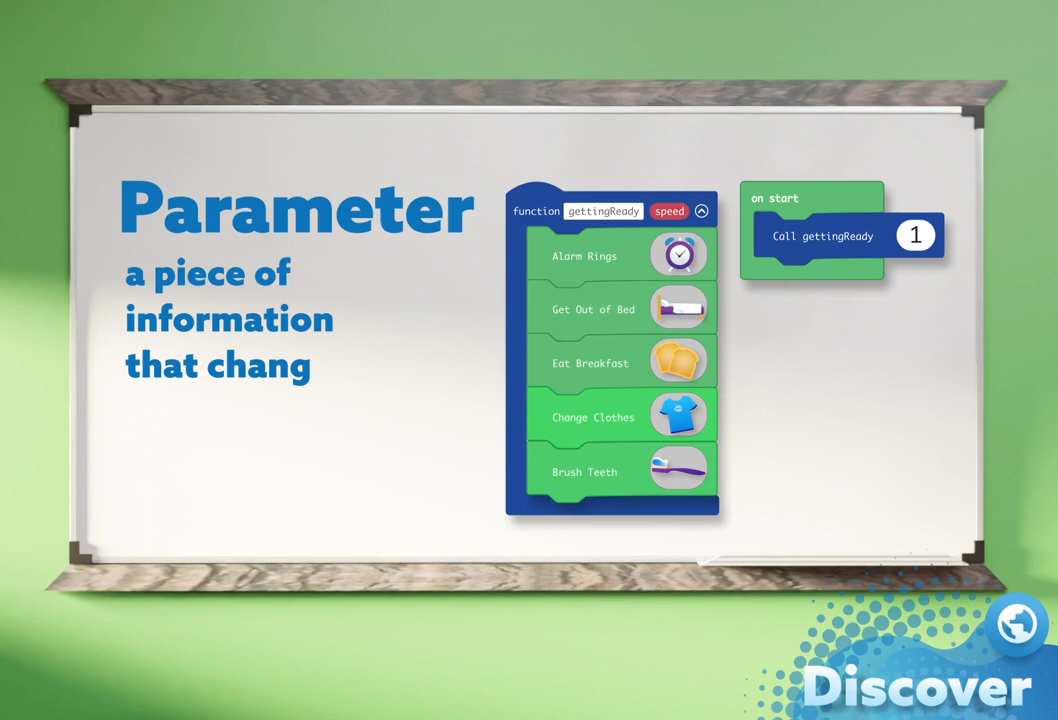 Parameter
a piece of
information
that chang
function gettingReady speed
Alarm Rings
Get Out of Bed
Eat Breakfast
Change Clothes
Brush Teeth
on start
Call gettingReady 1
Discover